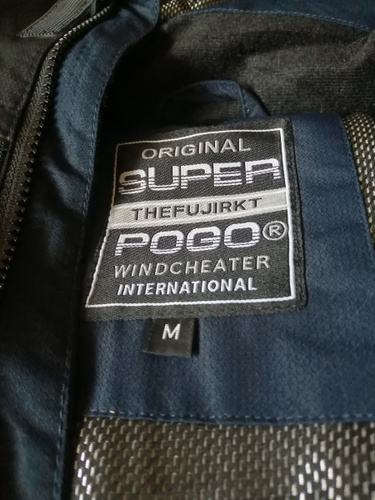 ORIGINAL
SUPER
THEFUJIRKT
POGO®
WINDCHEATER
INTERNATIONAL
M